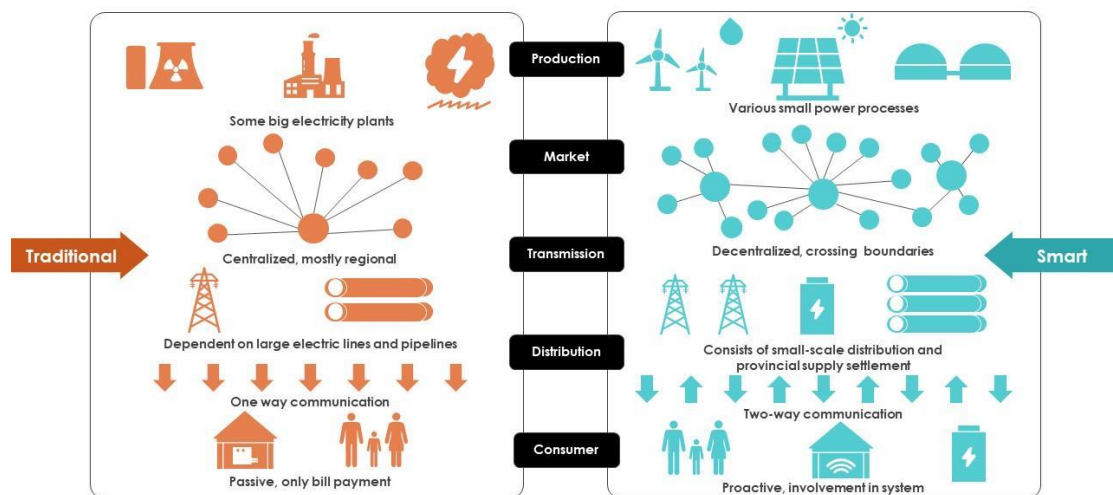 Production
Some big electricity plants
Various small power processes
Market
Traditional
Centralized, mostly regional
Transmission
Decentralized, crossing boundaries
Smart
Dependent on large electric lines and pipelines
Distribution
Consists of small-scale distribution and
provincial supply settlement
One way communication
Two-way communication
Consumer
Passive, only bill payment
Proactive, involvement in system